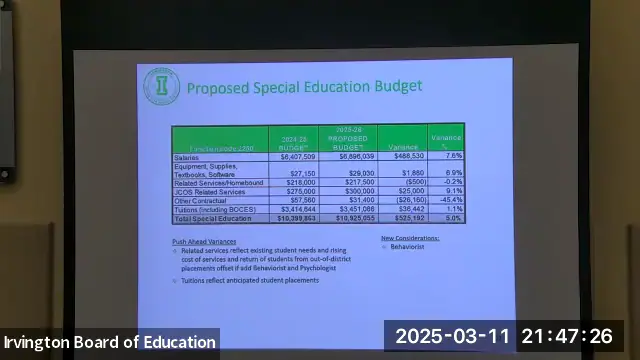 Proposed Special Education Budget
2024-25 BUDGET* 2025-26 PROPOSED BUDGET* Variance Variance %
Salaries $6,407,509 $6,896,039 $488,530 7.6%
Equipment, Supplies, Textbooks, Software $27,150 $29,030 $1,880 6.9%
Related Services/Homebound $218,000 $217,500 ($500) -0.2%
JCOS Related Services $275,000 $300,000 $25,000 9.1%
Other Contractual $57,560 $31,400 ($26,160) -45.4%
Tuitions (including BOCES) $3,414,644 $3,451,086 $36,442 1.1%
Total Special Education $10,399,863 $10,925,055 $525,192 5.0%
Push Ahead Variances
Related services reflect existing student needs and rising
cost of services and return of students from out-of-district
placements offset if add Behaviorist and Psychologist
Tuitions reflect anticipated student placements
New Considerations:
Behaviorist
Irvington Board of Education
2025-03-11 21:47:26